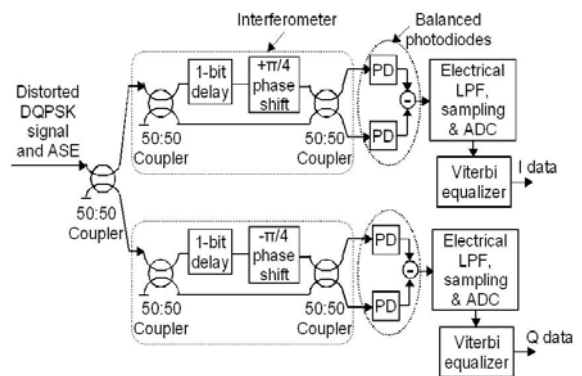 Interferometer
Balanced
photodiodes
Distorted
DQPSK
signal
and ASE
50:50
Coupler
1-bit
delay
+π/4
phase
shift
50:50
Coupler
50:50
Coupler
PD
PD
-
Electrical
LPF,
sampling
& ADC
Viterbi
equalizer
I data
1-bit
delay
-π/4
phase
shift
50:50
Coupler
50:50
Coupler
PD
PD
-
Electrical
LPF,
sampling
& ADC
Viterbi
equalizer
Q data